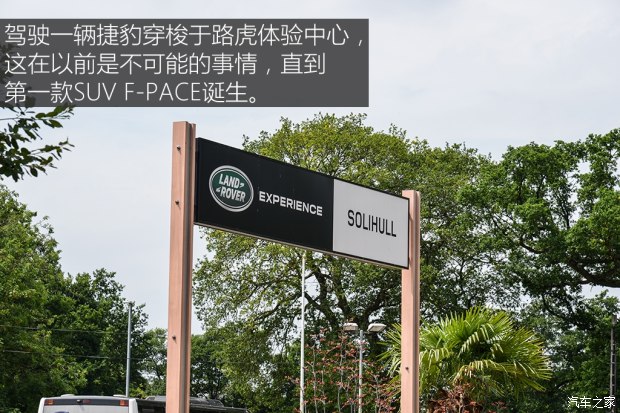 驾驶一辆捷豹穿梭于路虎体验中心，
这在以前是不可能的事情，直到
第一款SUV F-PACE诞生。
LAND
ROVER
EXPERIENCE
SOLIHULL
汽车之家